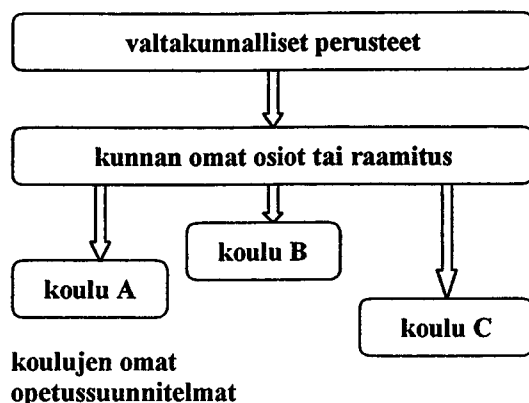 valtakunnalliset perusteet
kunnan omat osiot tai raamitus
koulu B
koulu A
koulu C
koulujen omat
opetussuunnitelmat